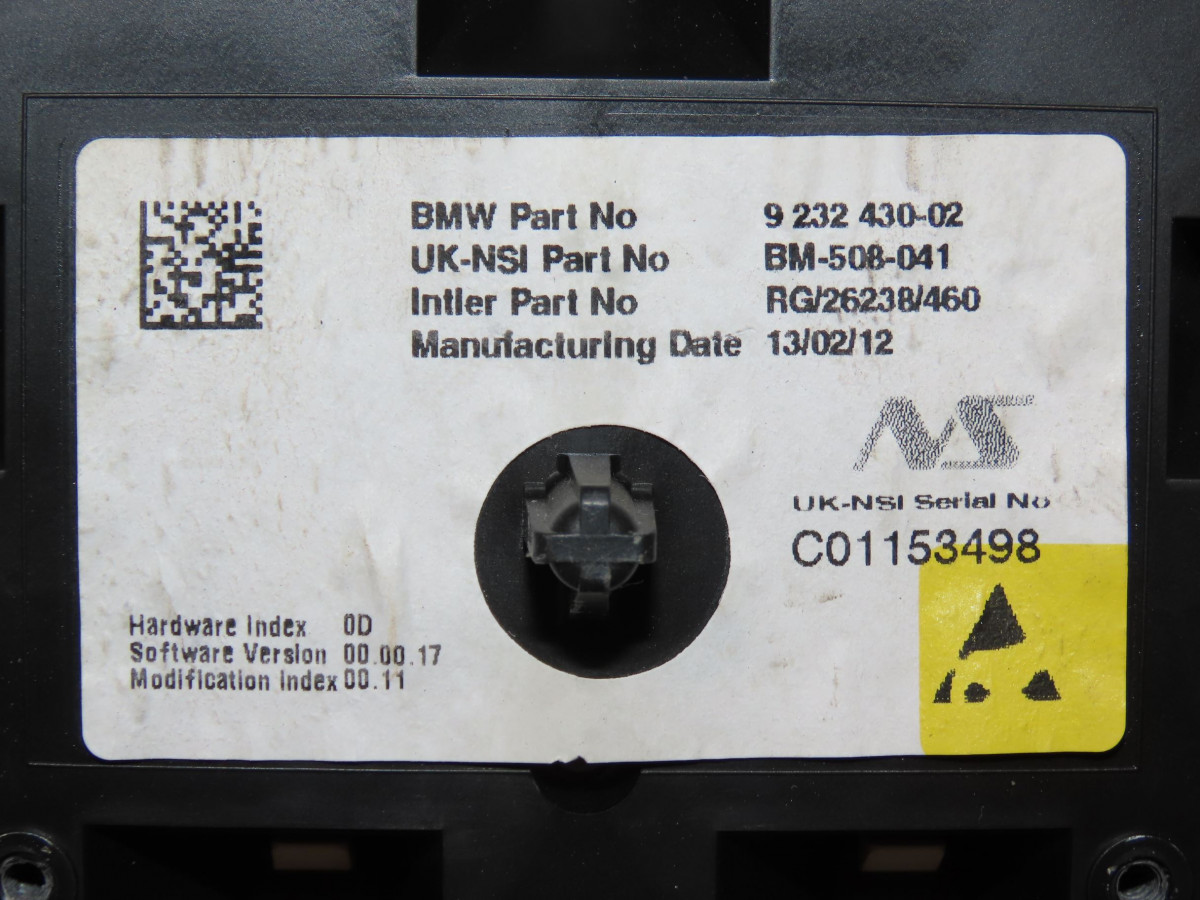 BMW Part No 9 232 430-02
UK-NSI Part No BM-508-041
Intier Part No RG/26238/460
Manufacturing Date 13/02/12
NS
UK-NSI Serial No
C01153498
Hardware Index 0D
Software Version 00.00.17
Modification Index 00.11